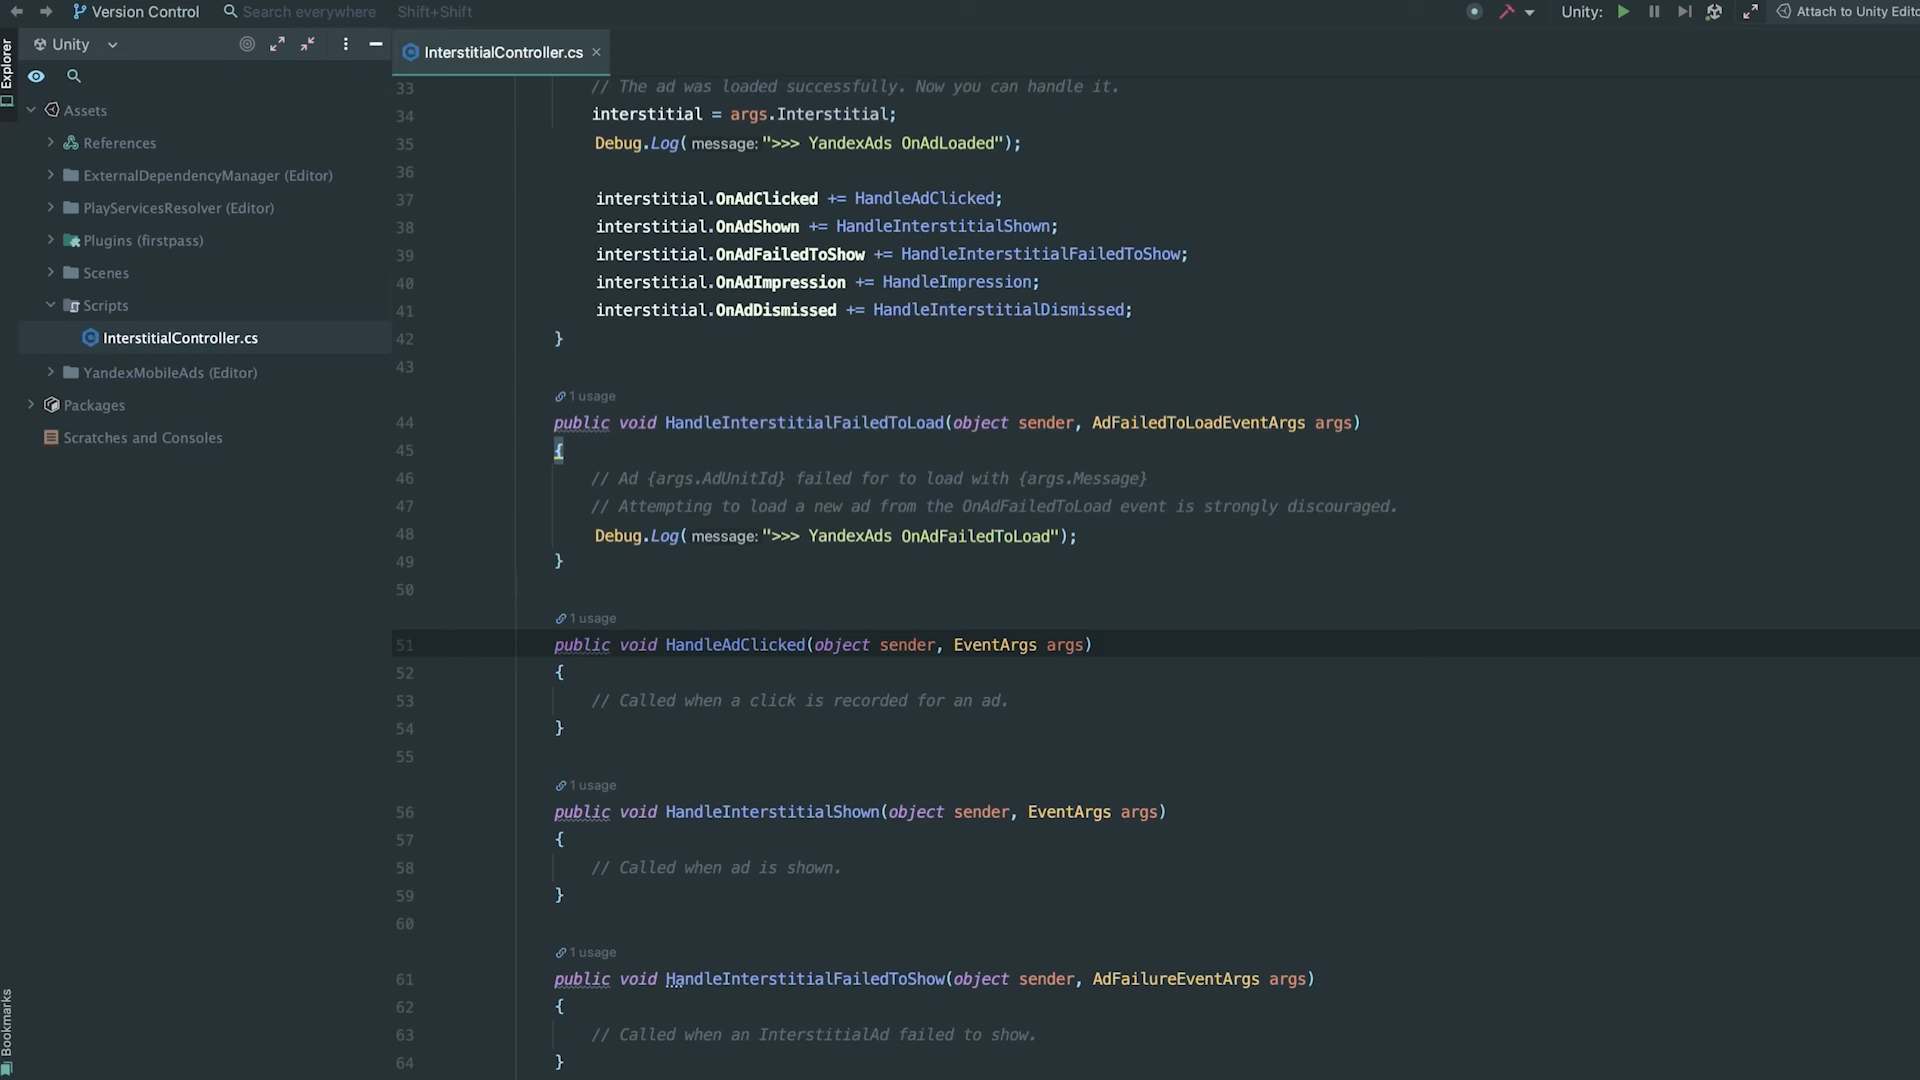 Version Control
Search everywhere Shift+Shift
Unity:
Attach to Unity Edito
Explorer
Unity
Assets
References
ExternalDependencyManager (Editor)
PlayServicesResolver (Editor)
Plugins (firstpass)
Scenes
Scripts
InterstitialController.cs
YandexMobileAds (Editor)
Packages
Scratches and Consoles
Bookmarks
InterstitialController.cs
33 // The ad was loaded successfully. Now you can handle it.
34 interstitial = args.Interstitial;
35 Debug.Log( message: ">>> YandexAds OnAdLoaded");
36
37 interstitial.OnAdClicked += HandleAdClicked;
38 interstitial.OnAdShown += HandleInterstitialShown;
39 interstitial.OnAdFailedToShow += HandleInterstitialFailedToShow;
40 interstitial.OnAdImpression += HandleImpression;
41 interstitial.OnAdDismissed += HandleInterstitialDismissed;
42 }
43
1 usage
44 public void HandleInterstitialFailedToLoad(object sender, AdFailedToLoadEventArgs args)
45 {
46 // Ad {args.AdUnitId} failed for to load with {args.Message}
47 // Attempting to load a new ad from the OnAdFailedToLoad event is strongly discouraged.
48 Debug.Log( message: ">>> YandexAds OnAdFailedToLoad");
49 }
50
1 usage
51 public void HandleAdClicked(object sender, EventArgs args)
52 {
53 // Called when a click is recorded for an ad.
54 }
55
1 usage
56 public void HandleInterstitialShown(object sender, EventArgs args)
57 {
58 // Called when ad is shown.
59 }
60
1 usage
61 public void HandleInterstitialFailedToShow(object sender, AdFailureEventArgs args)
62 {
63 // Called when an InterstitialAd failed to show.
64 }